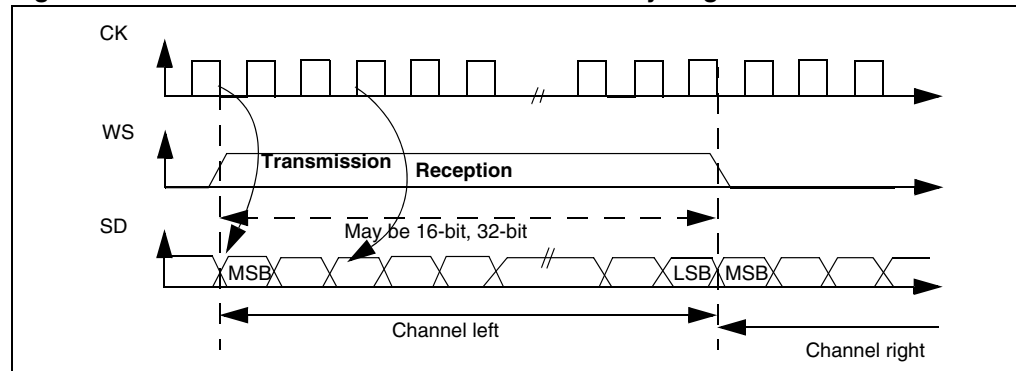 CK
WS
Transmission
Reception
SD
May be 16-bit, 32-bit
MSB
LSB
MSB
Channel left
Channel right